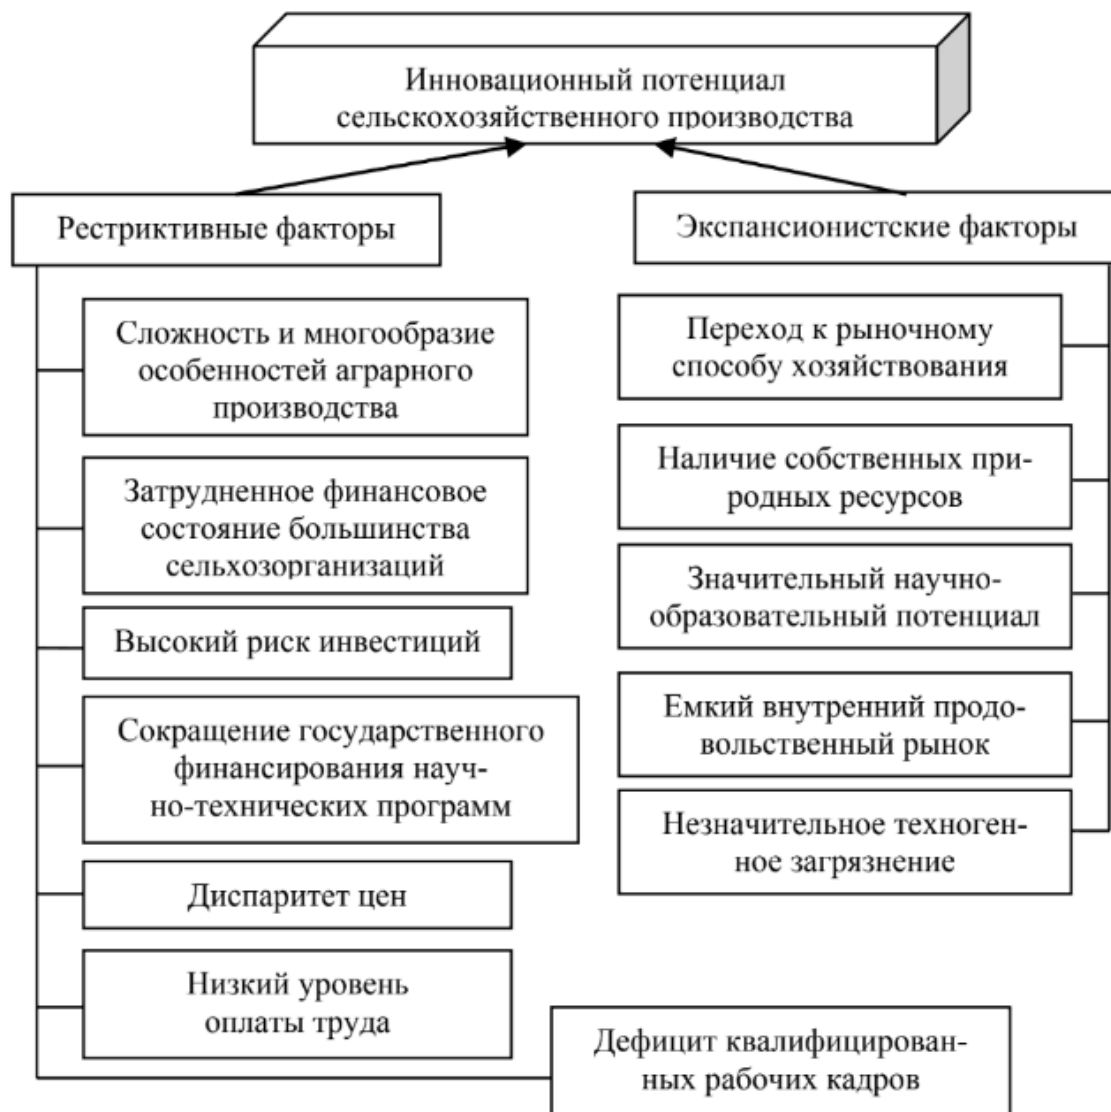 Инновационный потенциал
сельскохозяйственного производства
Рестриктивные факторы
Сложность и многообразие
особенностей аграрного
производства
Затрудненное финансовое
состояние большинства
сельхозорганизаций
Высокий риск инвестиций
Сокращение государственного
финансирования науч-
но-технических программ
Диспаритет цен
Низкий уровень
оплаты труда
Дефицит квалифицирован-
ных рабочих кадров
Экспансионистские факторы
Переход к рыночному
способу хозяйствования
Наличие собственных при-
родных ресурсов
Значительный научно-
образовательный потенциал
Емкий внутренний продо-
вольственный рынок
Незначительное техноген-
ное загрязнение